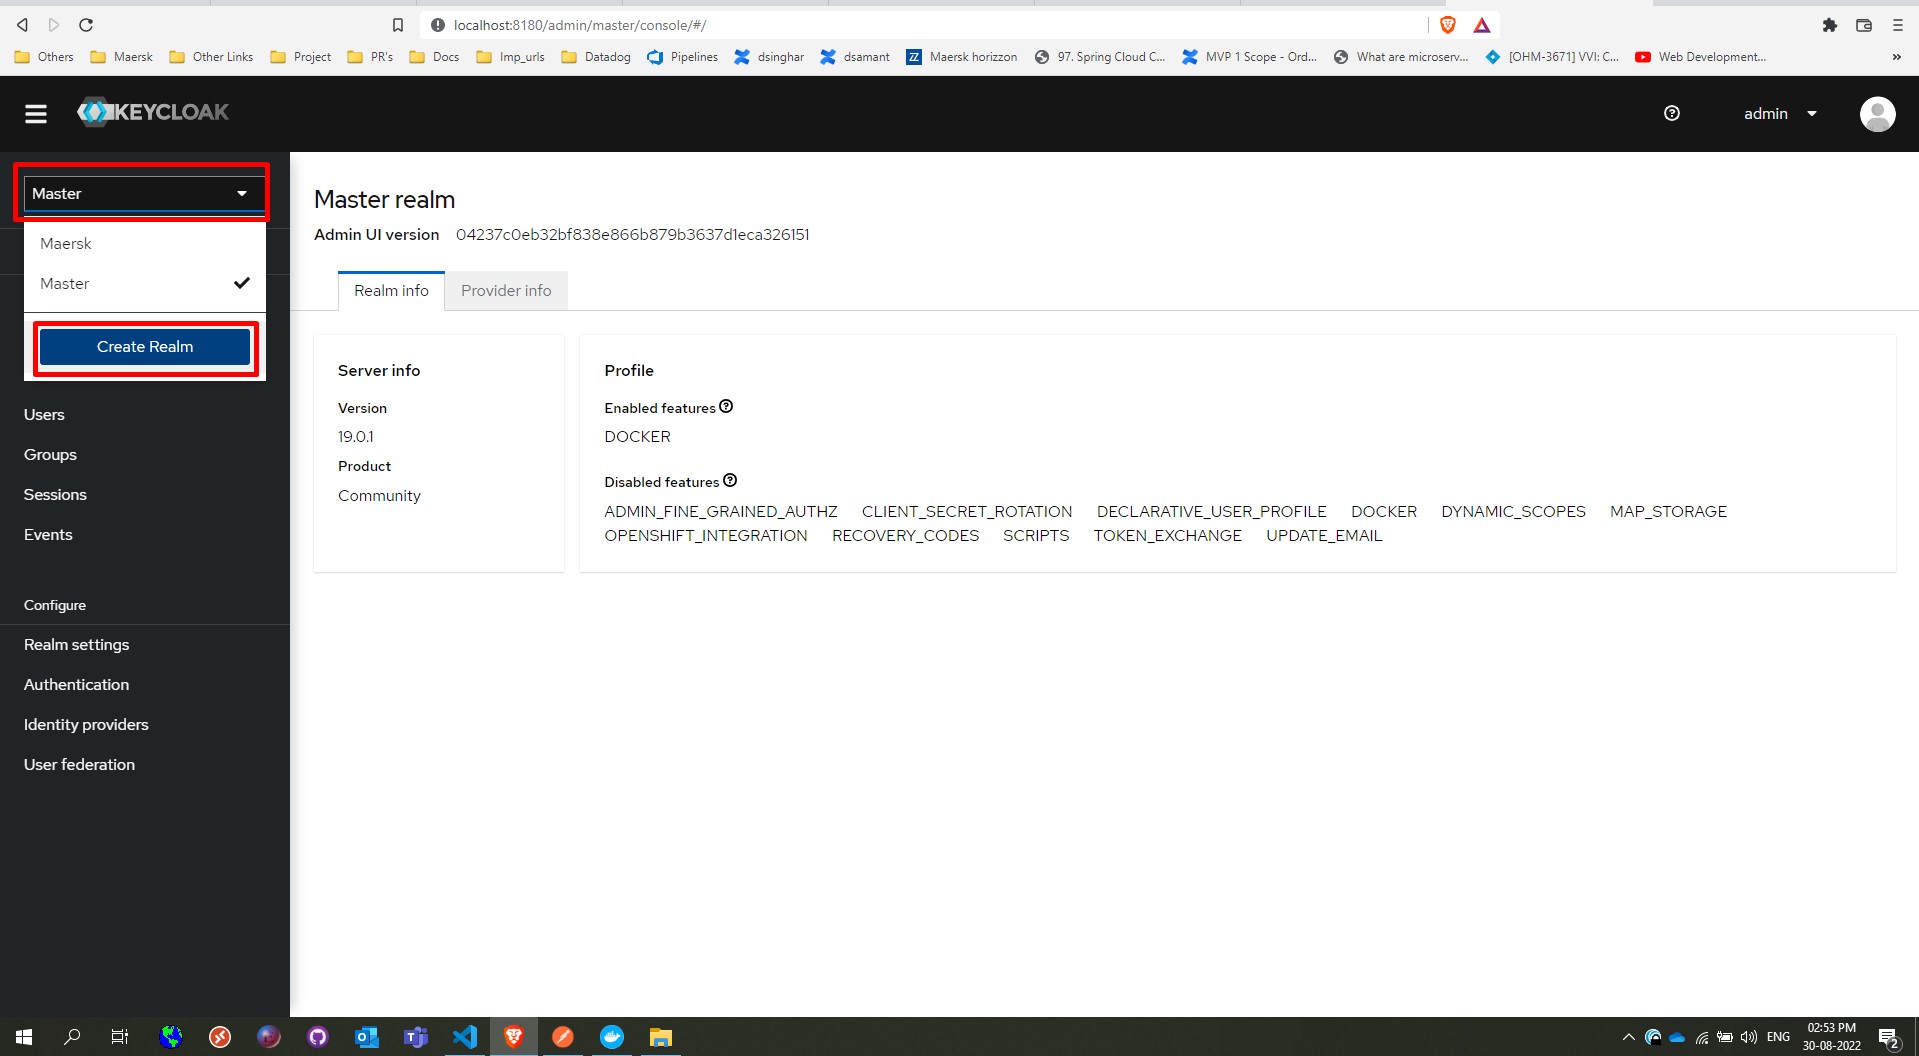 localhost:8180/admin/master/console/#/
Others Maersk Other Links Project PR's Docs Imp_urls Datadog Pipelines dsinghar dsamant Maersk horizzon 97. Spring Cloud C... MVP 1 Scope - Ord... What are microserv... [OHM-3671] VVI: C... Web Development... »
KEYCLOAK
admin
Master
Maersk
Master
Create Realm
Users
Groups
Sessions
Events
Configure
Realm settings
Authentication
Identity providers
User federation
Master realm
Admin UI version 04237c0eb32bf838e866b879b3637d1eca326151
Realm info Provider info
Server info
Version
19.0.1
Product
Community
Profile
Enabled features
DOCKER
Disabled features
ADMIN_FINE_GRAINED_AUTHZ CLIENT_SECRET_ROTATION DECLARATIVE_USER_PROFILE DOCKER DYNAMIC_SCOPES MAP_STORAGE
OPENSHIFT_INTEGRATION RECOVERY_CODES SCRIPTS TOKEN_EXCHANGE UPDATE_EMAIL
ENG
02:53 PM
30-08-2022
2